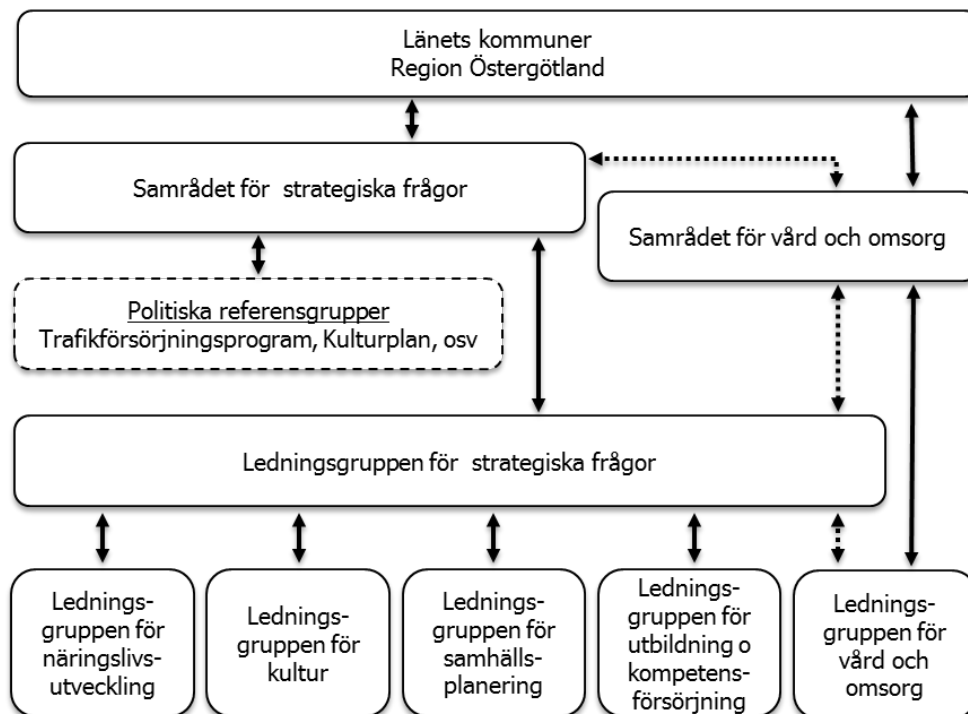 Länets kommuner
Region Östergötland
Samrådet för strategiska frågor
Samrådet för vård och omsorg
Politiska referensgrupper
Trafikförsörjningsprogram, Kulturplan, osv
Ledningsgruppen för strategiska frågor
Lednings-
gruppen för
näringslivs-
utveckling
Lednings-
gruppen för
kultur
Lednings-
gruppen för
samhälls-
planering
Lednings-
gruppen för
utbildning o
kompetens-
försörjning
Lednings-
gruppen för
vård och
omsorg